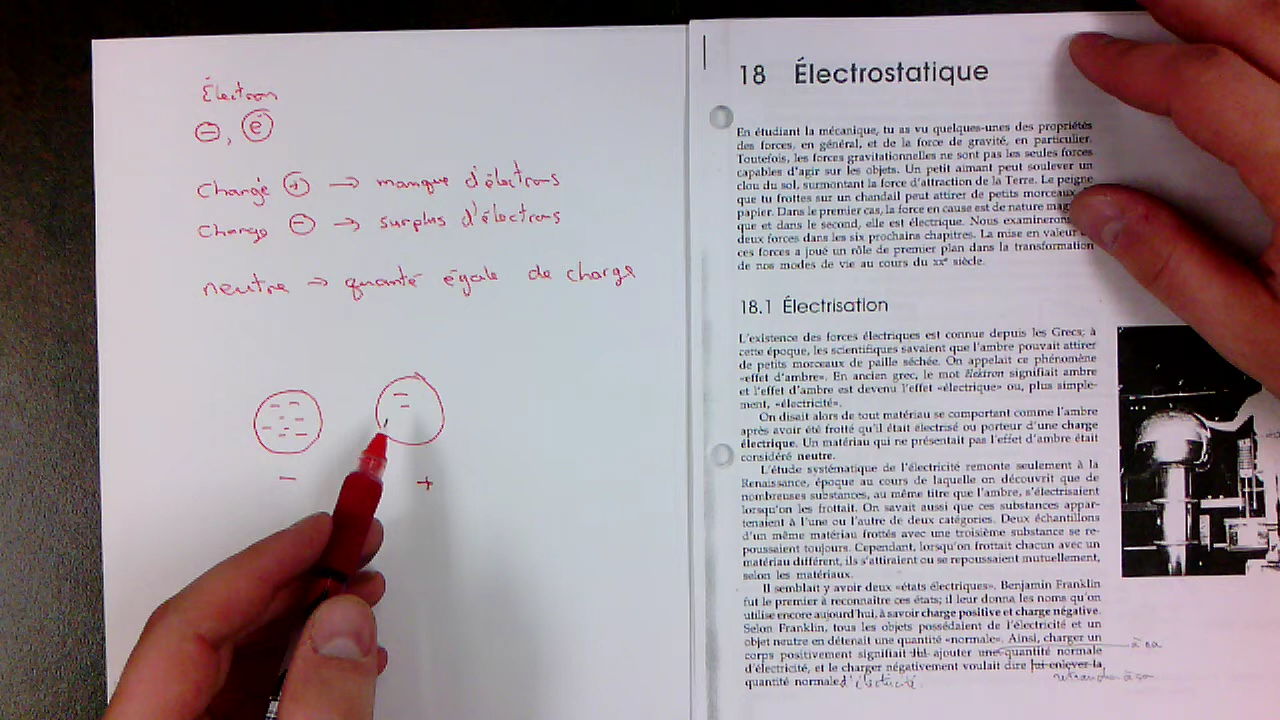 Électron
⊖, ⓔ
Chargé ⊕ → manque d'électrons
Charge ⊖ → surplus d'électrons
neutre → quanté égale de charge
−
+
18 Électrostatique
En étudiant la mécanique, tu as vu quelques-unes des propriétés
des forces, en général, et de la force de gravité, en particulier.
Toutefois, les forces gravitationnelles ne sont pas les seules forces
capables d'agir sur les objets. Un petit aimant peut soulever un
clou du sol, surmontant la force d'attraction de la Terre. Le peigne
que tu frottes sur un chandail peut attirer de petits morceaux
papier. Dans le premier cas, la force en cause est de nature
que et dans le second, elle est électrique. Nous examinerons
deux forces dans les six prochains chapitres. La mise en valeur
ces forces a joué un rôle de premier plan dans la transformation
de nos modes de vie au cours du XXe siècle.
18.1 Électrisation
L'existence des forces électriques est connue depuis les Grecs; à
cette époque, les scientifiques savaient que l'ambre pouvait attirer
de petits morceaux de paille séchée. On appelait ce phénomène
«effet d'ambre». En ancien grec, le mot Elektron signifiait ambre
et l'effet d'ambre est devenu l'effet «électrique» ou, plus simple-
ment, «électricité».
On disait alors de tout matériau se comportant comme l'ambre
après avoir été frotté qu'il était électrisé ou porteur d'une charge
électrique. Un matériau qui ne présentait pas l'effet d'ambre était
considéré neutre.
L'étude systématique de l'électricité remonte seulement à la
Renaissance, époque au cours de laquelle on découvrit que de
nombreuses substances, au même titre que l'ambre, s'électrisaient
lorsqu'on les frottait. On savait aussi que ces substances appar-
tenaient à l'une ou l'autre de deux catégories. Deux échantillons
d'un même matériau frottés avec une troisième substance se re-
poussaient toujours. Cependant, lorsqu'on frottait chacun avec un
matériau différent, ils s'attiraient ou se repoussaient mutuellement,
selon les matériaux.
Il semblait y avoir deux «états électriques». Benjamin Franklin
fut le premier à reconnaître ces états; il leur donna les noms qu'on
utilise encore aujourd'hui, à savoir charge positive et charge négative.
Selon Franklin, tous les objets possédaient de l'électricité et un
objet neutre en détenait une quantité «normale». Ainsi, charger un
corps positivement signifiait lui ajouter une quantité normale à sa
d'électricité, et le charger négativement voulait dire lui enlever la retrancher à sa
quantité normale d'électricité.